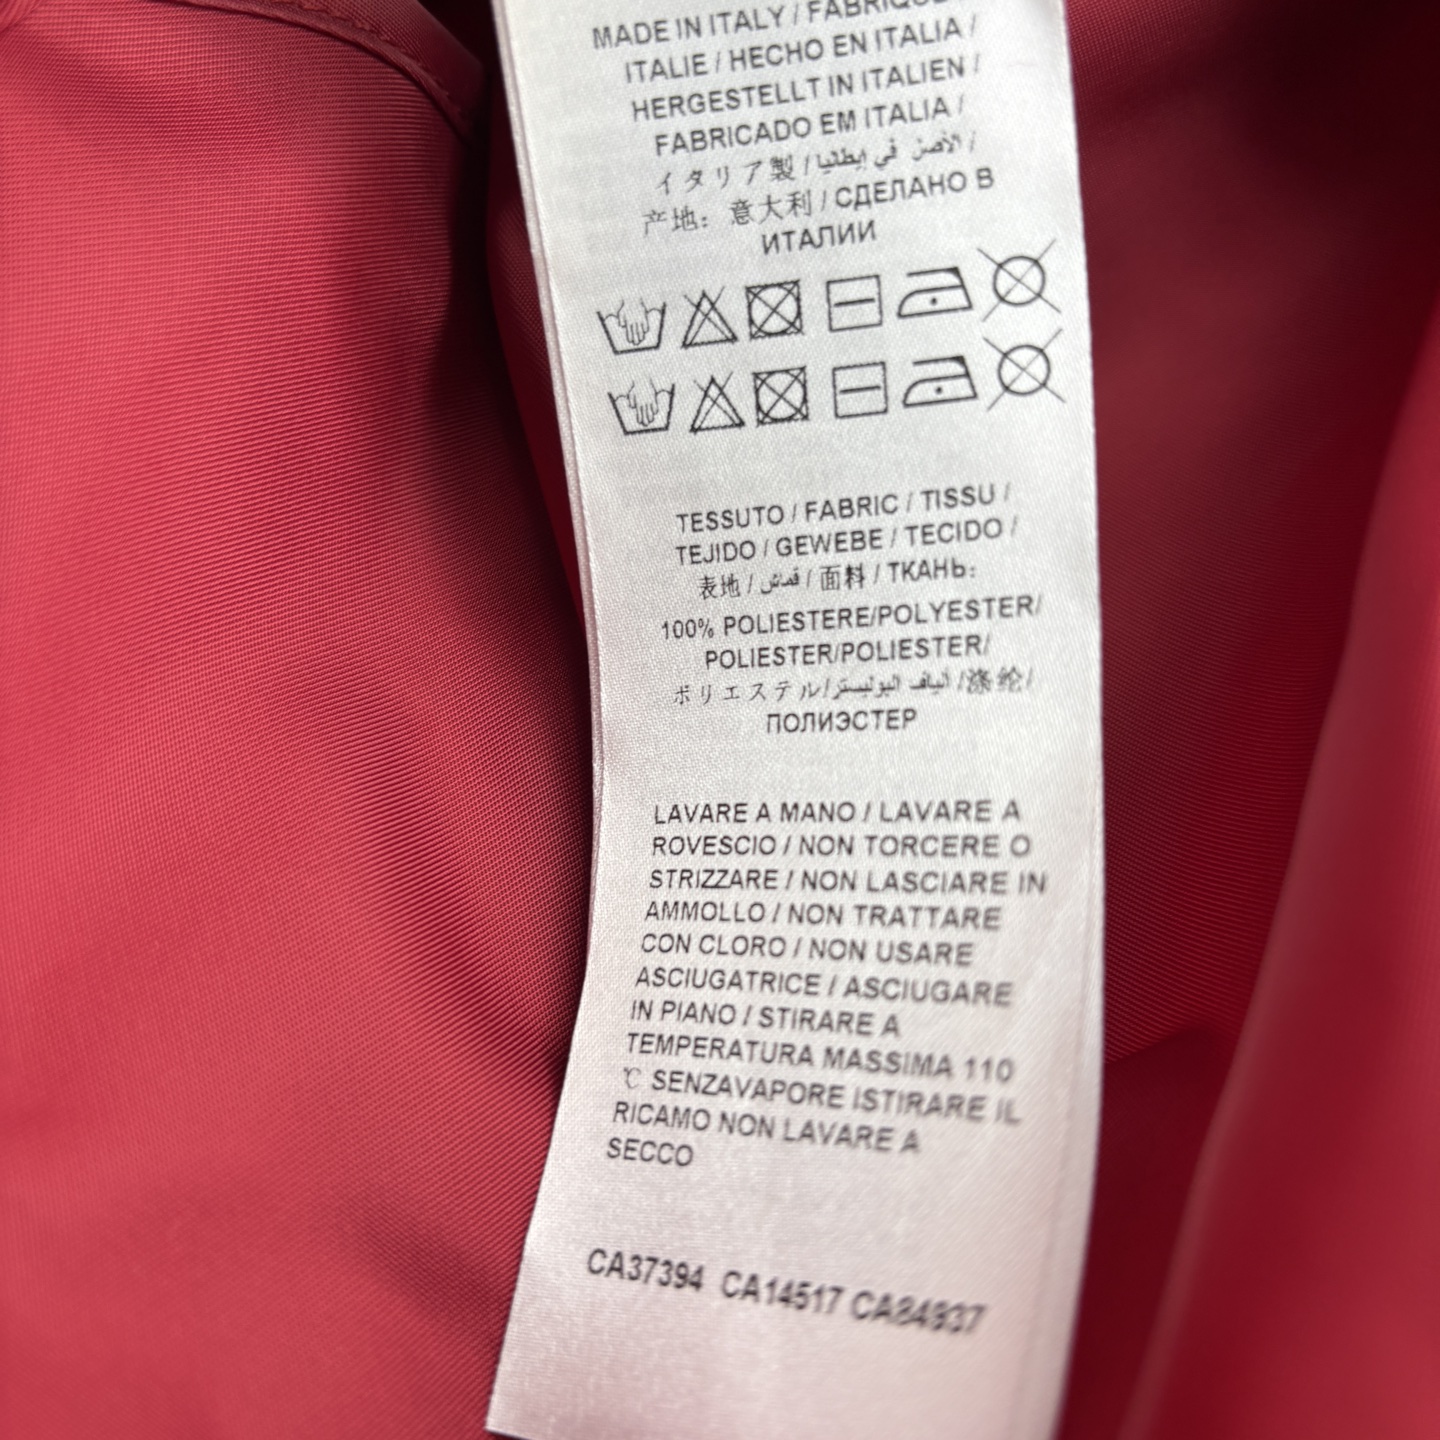 MADE IN ITALY / FABRIQUÉ
ITALIE / HECHO EN ITALIA /
HERGESTELLT IN ITALIEN /
FABRICADO EM ITALIA /
イタリア製 / الأصل في إيطاليا /
产地: 意大利 / СДЕЛАНО В
ИТАЛИИ
TESSUTO / FABRIC / TISSU /
TEJIDO / GEWEBE / TECIDO /
表地 / قماش / 面料 / ТКАНЬ:
100% POLIESTERE/POLYESTER/
POLIESTER/POLIESTER/
ポリエステル/ألياف البوليستر/涤纶/
ПОЛИЭСТЕР
LAVARE A MANO / LAVARE A
ROVESCIO / NON TORCERE O
STRIZZARE / NON LASCIARE IN
AMMOLLO / NON TRATTARE
CON CLORO / NON USARE
ASCIUGATRICE / ASCIUGARE
IN PIANO / STIRARE A
TEMPERATURA MASSIMA 110
℃ SENZAVAPORE ISTIRARE IL
RICAMO NON LAVARE A
SECCO
CA37394 CA14517 CA84937